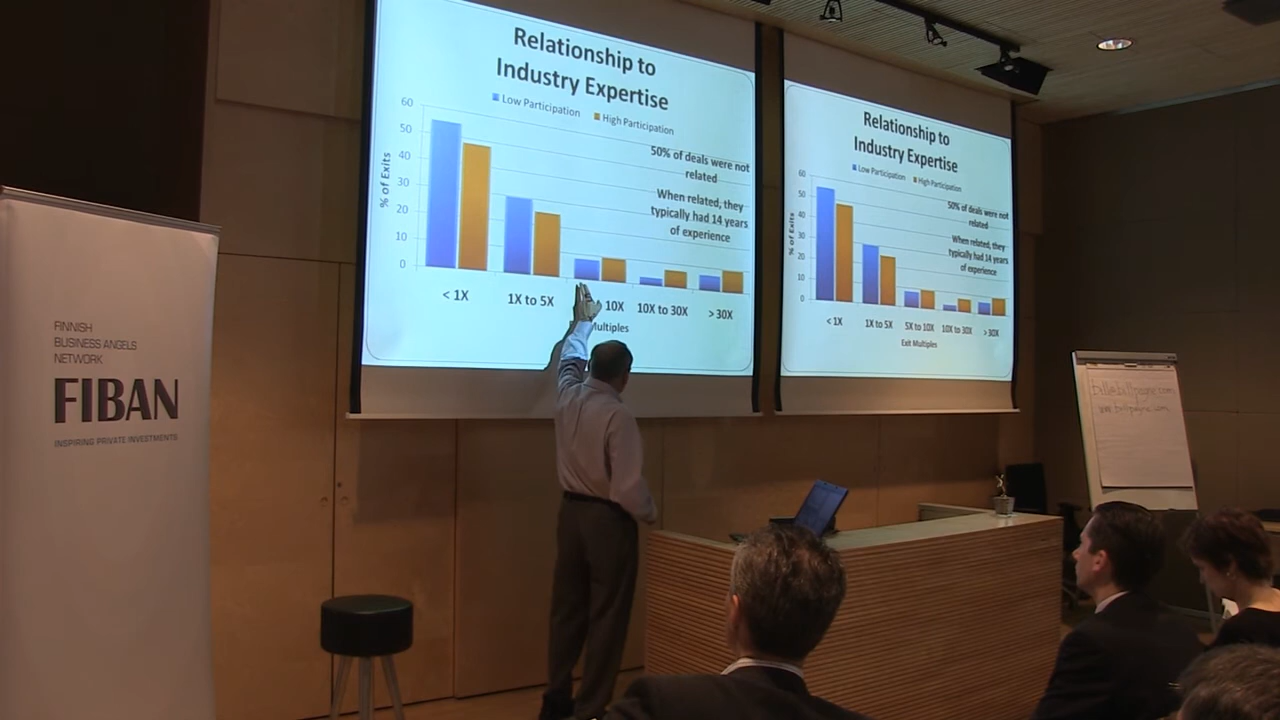 FINNISH
BUSINESS ANGELS
NETWORK
FIBAN
INSPIRING PRIVATE INVESTMENTS
Relationship to
Industry Expertise
Low Participation High Participation
60
50
40
30
20
10
0
% of Exits
50% of deals were not
related
When related, they
typically had 14 years
of experience
< 1X 1X to 5X 10X 10X to 30X > 30X
Multiples
Relationship to
Industry Expertise
Low Participation High Participation
60
50
40
30
20
10
0
% of Exits
50% of deals were not
related
When related, they
typically had 14 years
of experience
< 1X 1X to 5X 5X to 10X 10X to 30X > 30X
Exit Multiples